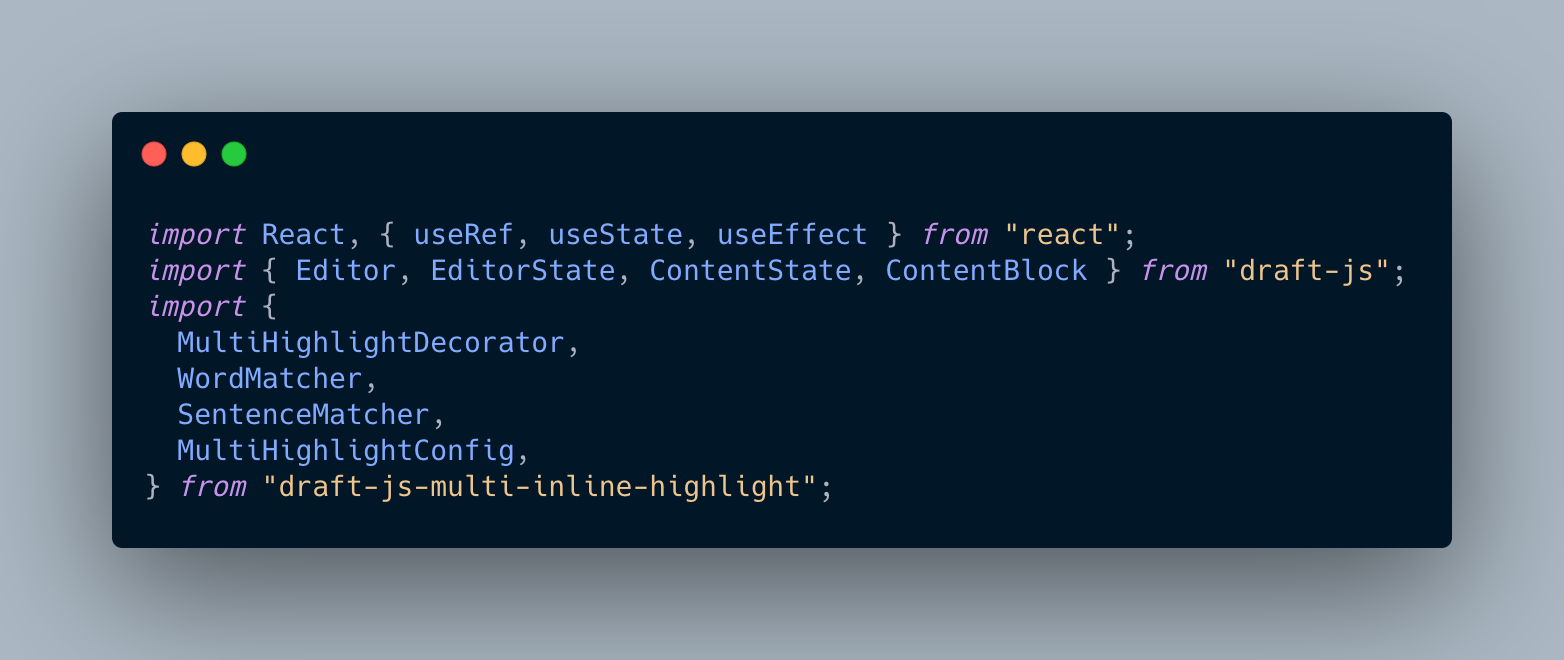 import React, { useRef, useState, useEffect } from "react";
import { Editor, EditorState, ContentState, ContentBlock } from "draft-js";
import {
  MultiHighlightDecorator,
  WordMatcher,
  SentenceMatcher,
  MultiHighlightConfig,
} from "draft-js-multi-inline-highlight";